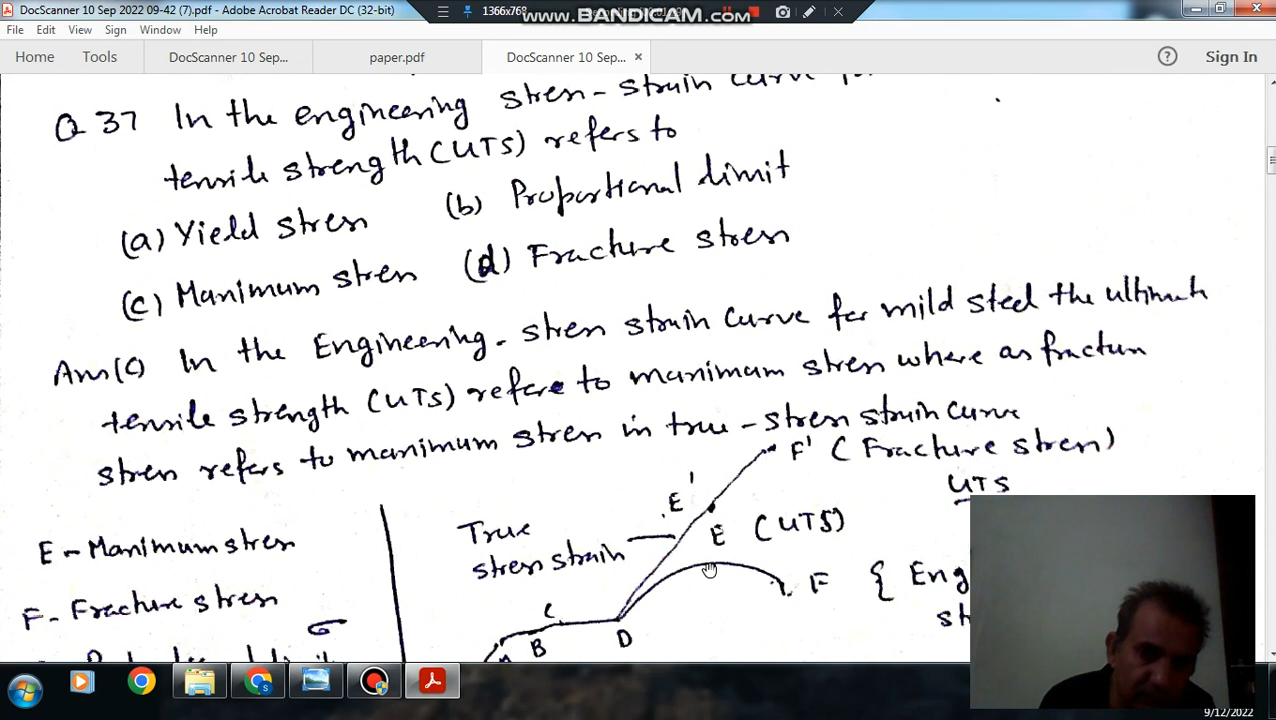 DocScanner 10 Sep 2022 09-42 (7).pdf - Adobe Acrobat Reader DC (32-bit)
1366x768
www.BANDICAM.com
File Edit View Sign Window Help
Home Tools DocScanner 10 Sep... paper.pdf DocScanner 10 Sep... × Sign In
Q 37 In the engineering stress - strain curve
tensile strength (UTS) refers to
(a) Yield stress (b) Proportional limit
(c) Maximum stress (d) Fracture stress
Ans (C) In the Engineering - stress strain curve for mild steel the ultimate
tensile strength (UTS) refere to maximum stress where as fracture
stress refers to maximum stress in true - stress strain curve
F' (Fracture stress)
UTS
E'
True
stress strain
E (UTS)
E - Maximum stress
F { Eng
F - Fracture stress
st
C
σ
B
D
9/12/2022